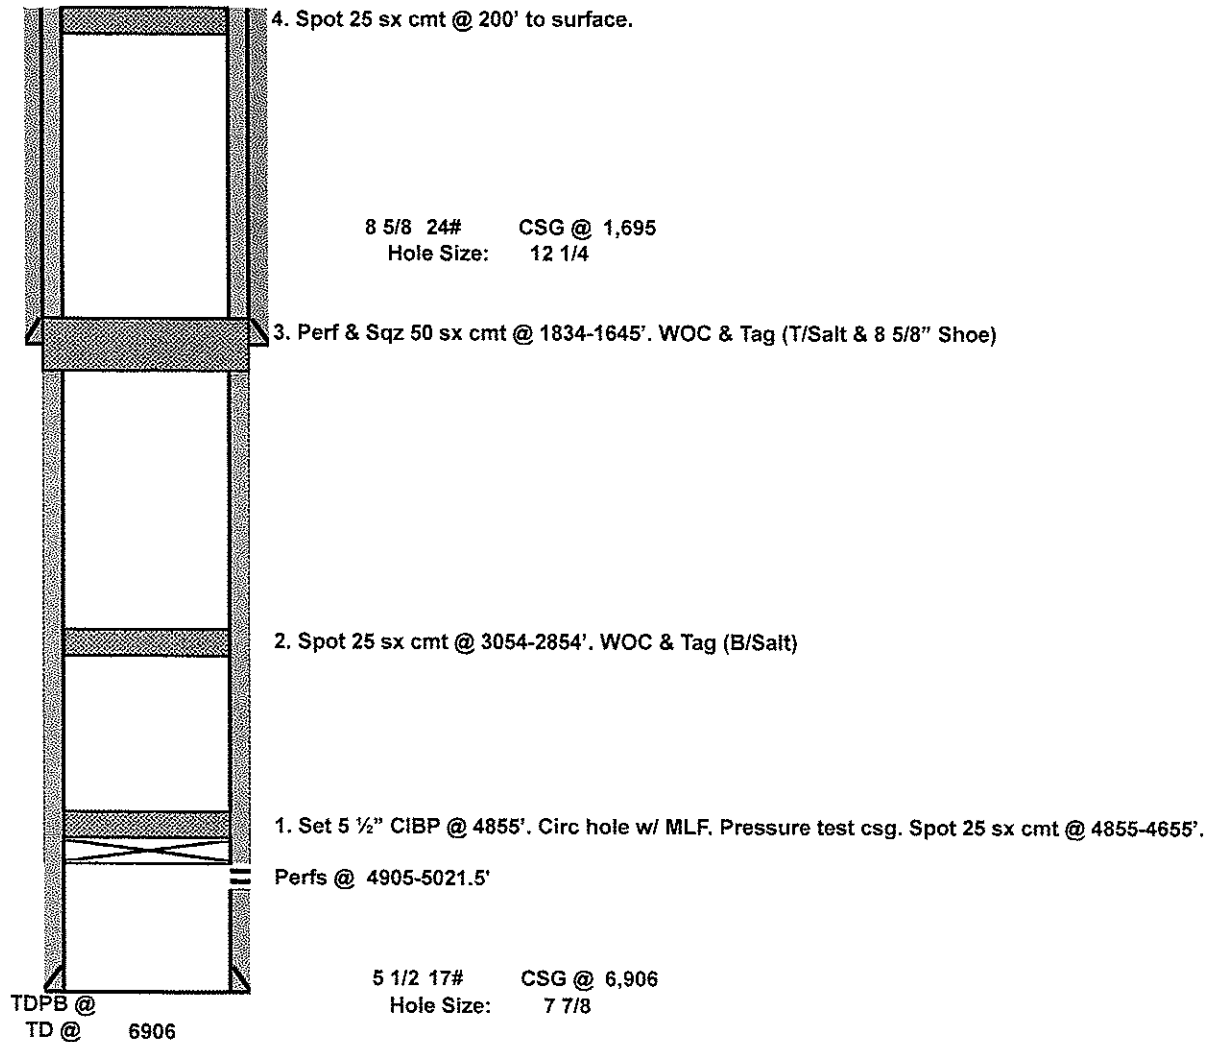 4. Spot 25 sx cmt @ 200' to surface.
8 5/8 24# CSG @ 1,695
Hole Size: 12 1/4
3. Perf & Sqz 50 sx cmt @ 1834-1645'. WOC & Tag (T/Salt & 8 5/8” Shoe)
2. Spot 25 sx cmt @ 3054-2854'. WOC & Tag (B/Salt)
1. Set 5 ½” CIBP @ 4855'. Circ hole w/ MLF. Pressure test csg. Spot 25 sx cmt @ 4855-4655'.
Perfs @ 4905-5021.5'
5 1/2 17# CSG @ 6,906
Hole Size: 7 7/8
TDPB @
TD @ 6906